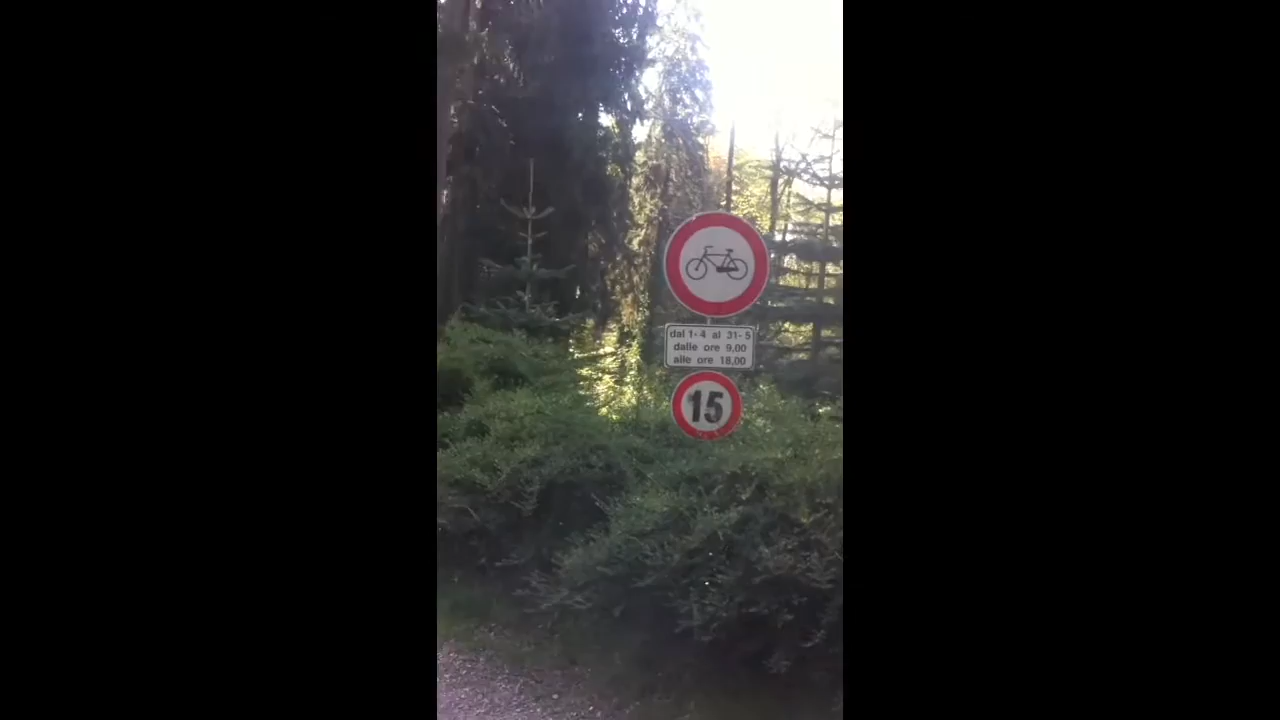 dal 1-4 al 31-5
dalle ore 9,00
alle ore 18,00
15